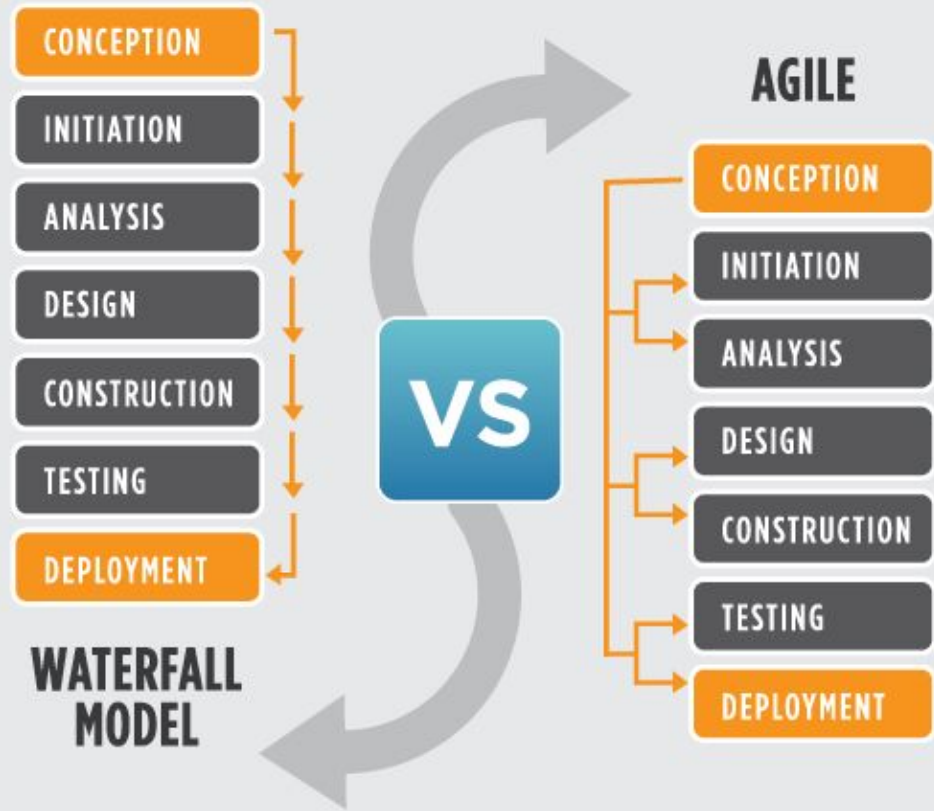 CONCEPTION
INITIATION
ANALYSIS
DESIGN
CONSTRUCTION
TESTING
DEPLOYMENT
WATERFALL
MODEL
VS
AGILE
CONCEPTION
INITIATION
ANALYSIS
DESIGN
CONSTRUCTION
TESTING
DEPLOYMENT